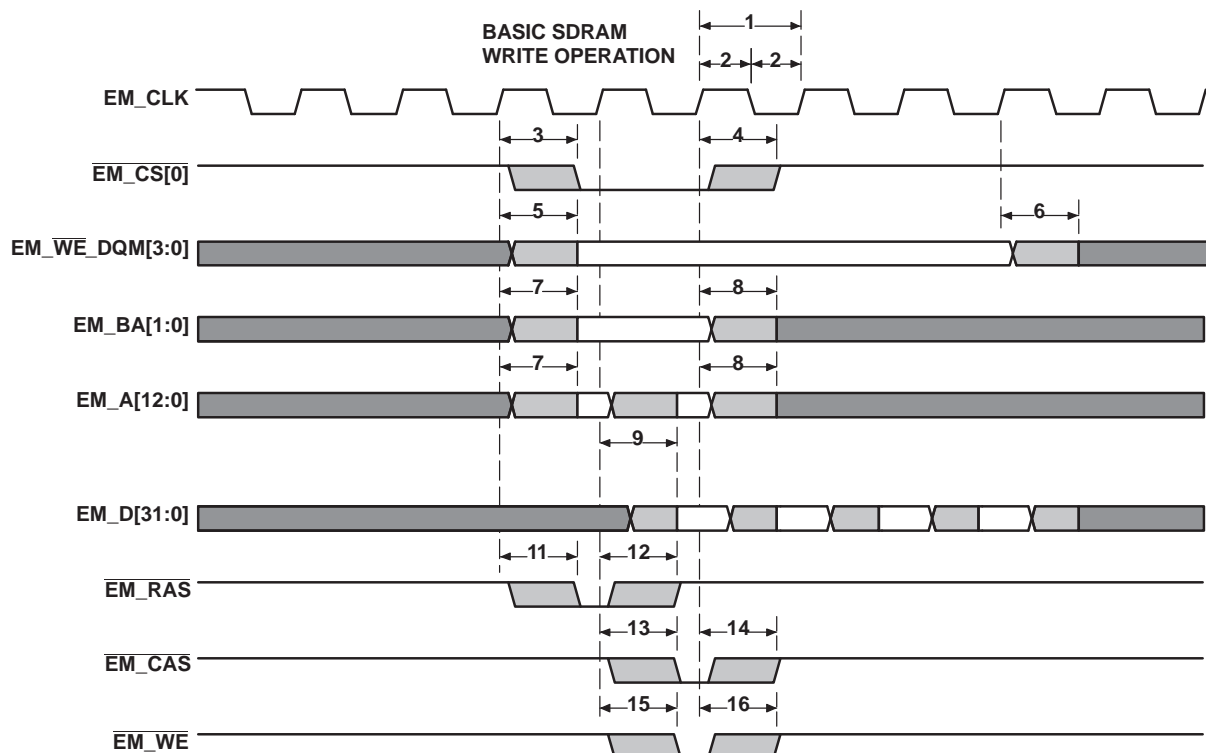 1
BASIC SDRAM
WRITE OPERATION
2 2
EM_CLK
3 4
EM_CS[0]
5 6
EM_WE_DQM[3:0]
7 8
EM_BA[1:0]
7 8
EM_A[12:0]
9
EM_D[31:0]
11 12
EM_RAS
13 14
EM_CAS
15 16
EM_WE